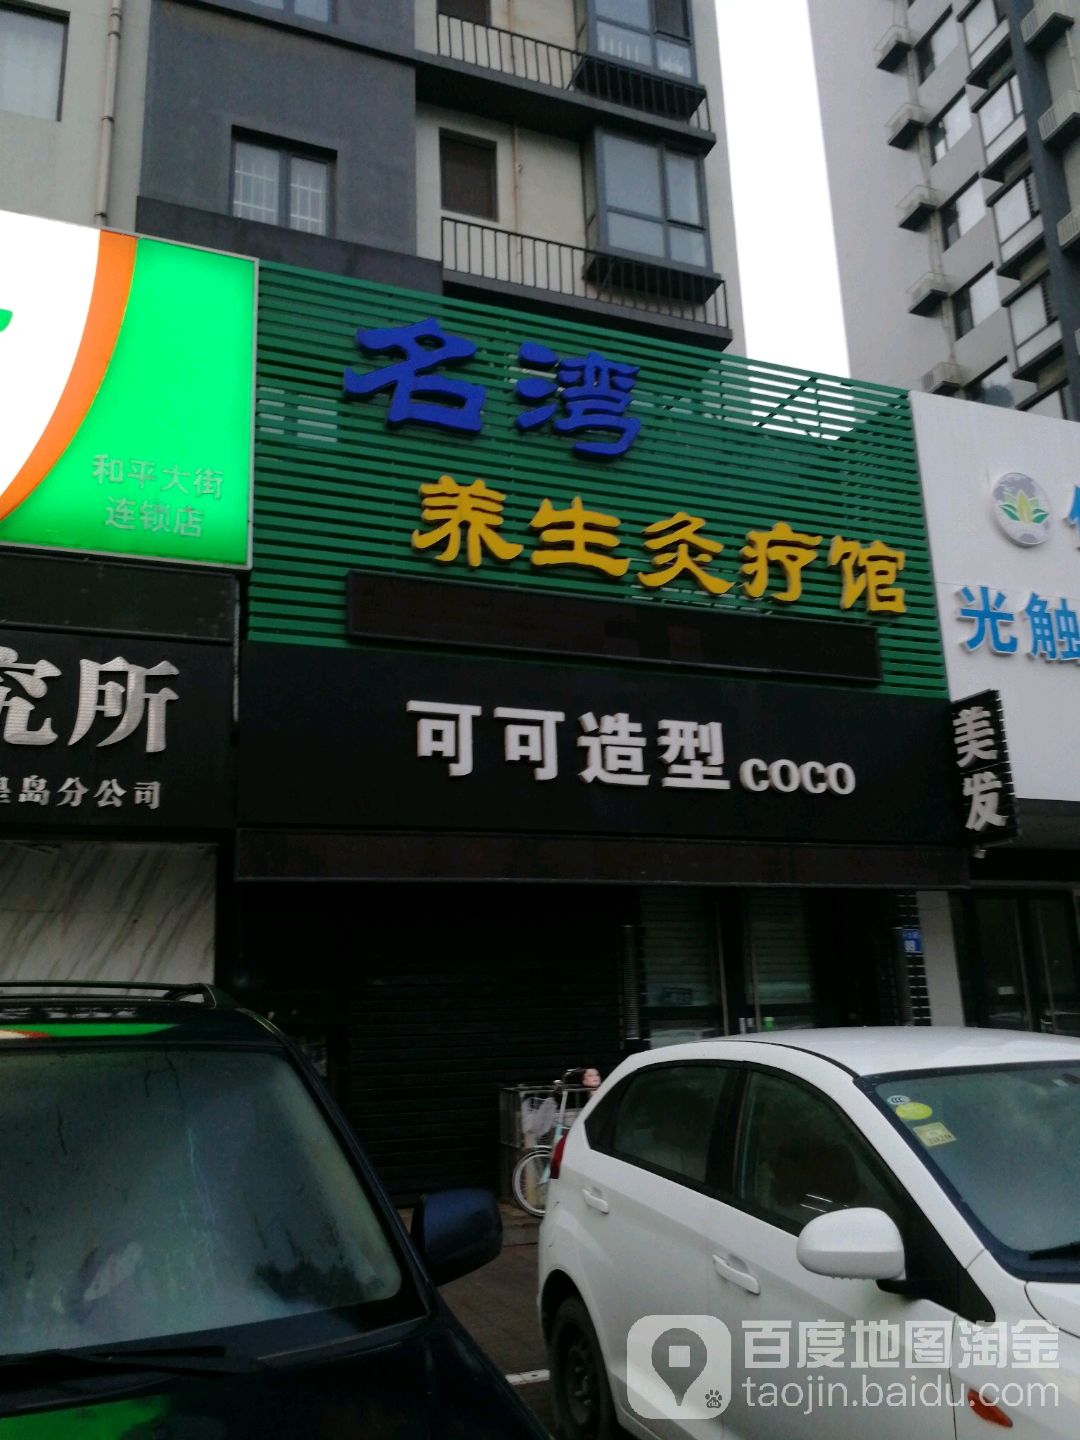 名湾
养生灸疗馆
和平大街
连锁店
究所
皇岛分公司
可可造型coco
美发
光触
百度地图淘金
taojin.baidu.com